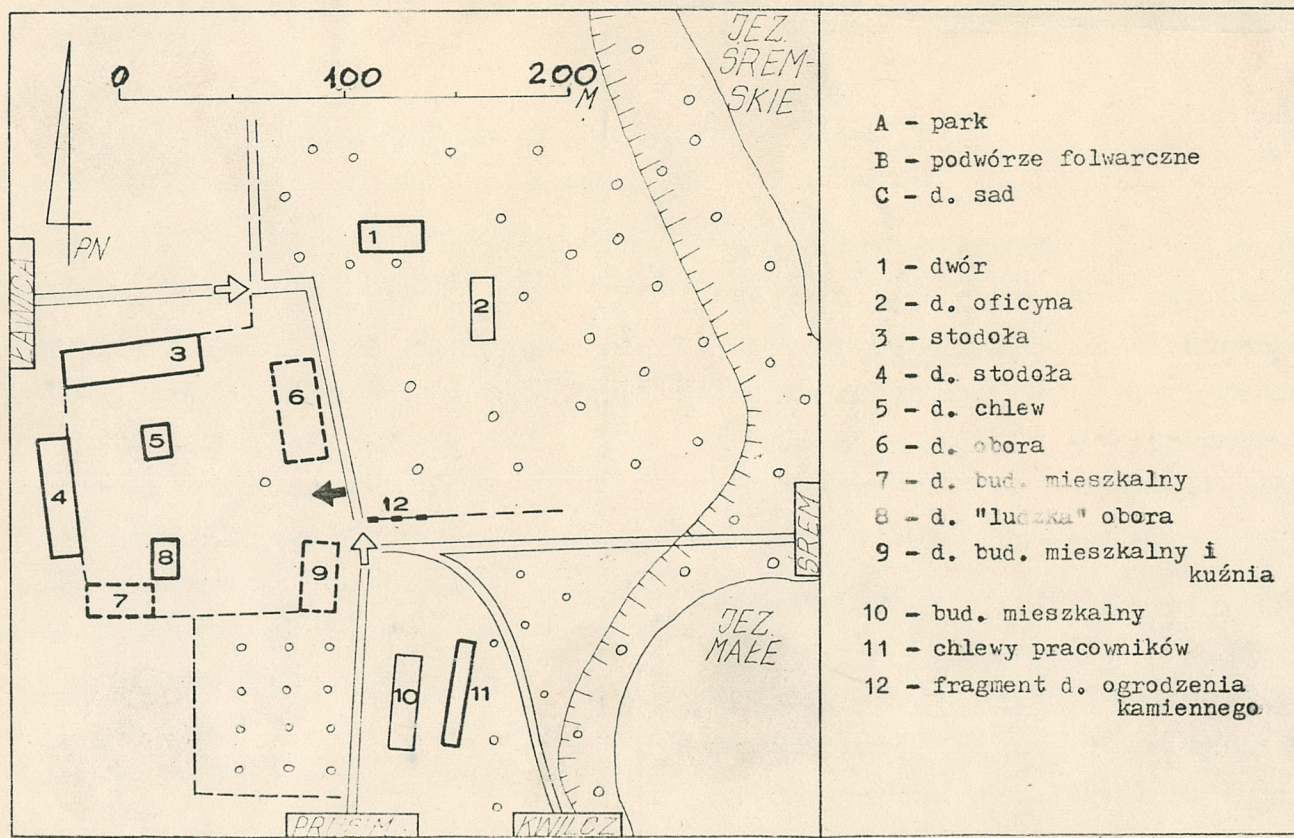 0 100 200
M
JEZ.
ŚREM-
SKIE
PN
ŁAWICA
1
2
3
6
5
4
12
8
9
7
ŚREM
JEZ.
MAŁE
10
11
PRUSIM
KWILCZ
A - park
B - podwórze folwarczne
C - d. sad
1 - dwór
2 - d. oficyna
3 - stodoła
4 - d. stodoła
5 - d. chlew
6 - d. obora
7 - d. bud. mieszkalny
8 - d. "ludzka" obora
9 - d. bud. mieszkalny i
kuźnia
10 - bud. mieszkalny
11 - chlewy pracowników
12 - fragment d. ogrodzenia
kamiennego